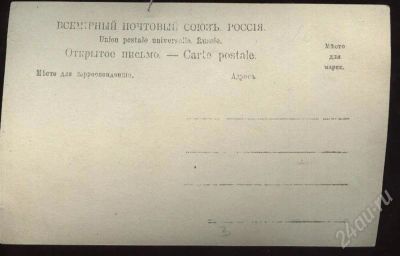 ВСЕМІРНЫЙ ПОЧТОВЫЙ СОЮЗЪ. РОССІЯ.
Union postale universelle. Russie.
Открытое письмо. — Carte postale.
Мѣсто
для
марки.
Мѣсто для корреспонденціи.
Адресъ.
3
24au.ru